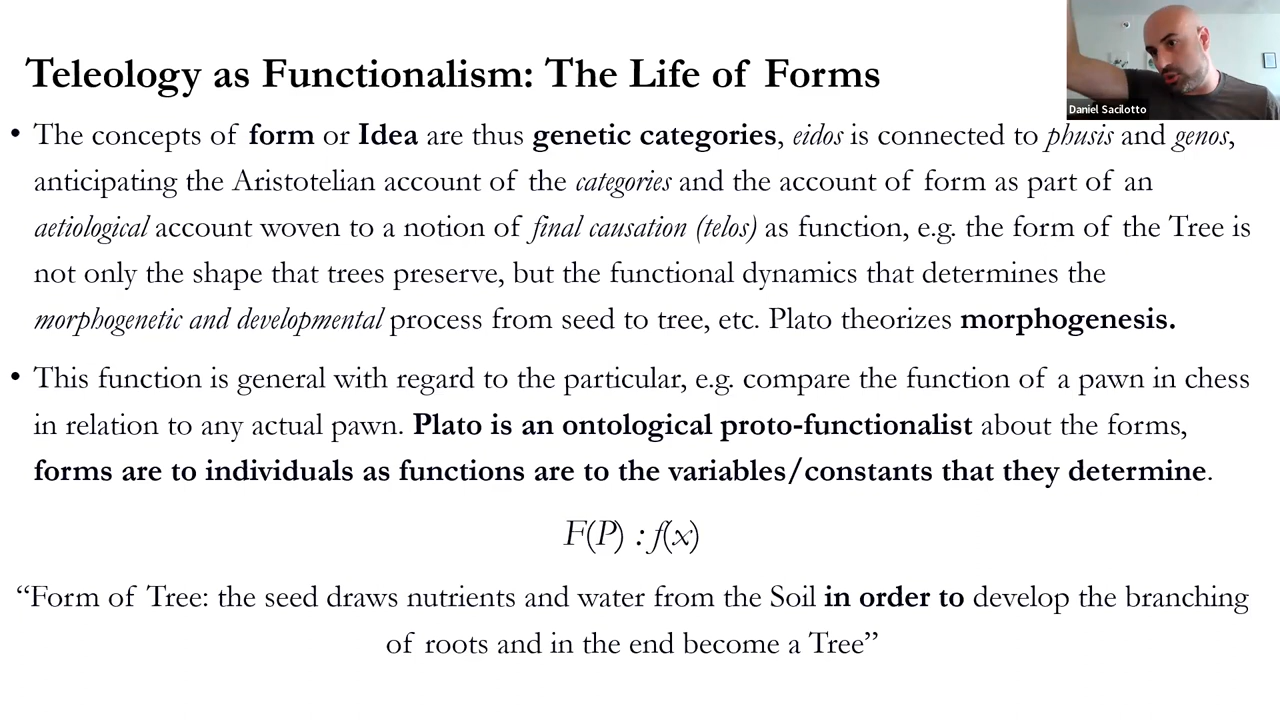 Teleology as Functionalism: The Life of Forms
Daniel Sacilotto
• The concepts of form or Idea are thus genetic categories, eidos is connected to phusis and genos,
anticipating the Aristotelian account of the categories and the account of form as part of an
aetiological account woven to a notion of final causation (telos) as function, e.g. the form of the Tree is
not only the shape that trees preserve, but the functional dynamics that determines the
morphogenetic and developmental process from seed to tree, etc. Plato theorizes morphogenesis.
• This function is general with regard to the particular, e.g. compare the function of a pawn in chess
in relation to any actual pawn. Plato is an ontological proto-functionalist about the forms,
forms are to individuals as functions are to the variables/constants that they determine.
F(P) : f(x)
“Form of Tree: the seed draws nutrients and water from the Soil in order to develop the branching
of roots and in the end become a Tree”